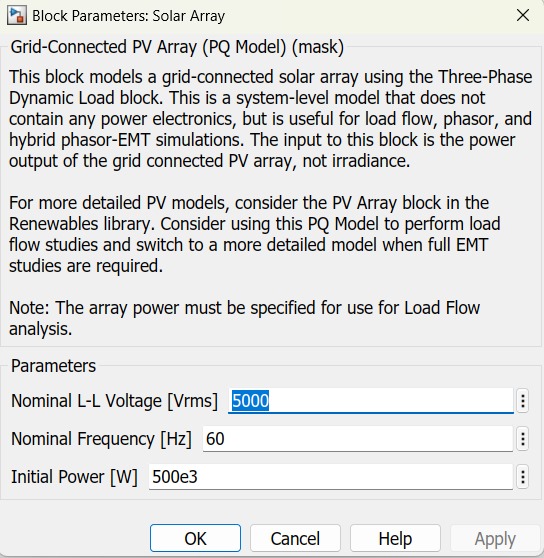 Block Parameters: Solar Array
Grid-Connected PV Array (PQ Model) (mask)
This block models a grid-connected solar array using the Three-Phase
Dynamic Load block. This is a system-level model that does not
contain any power electronics, but is useful for load flow, phasor, and
hybrid phasor-EMT simulations. The input to this block is the power
output of the grid connected PV array, not irradiance.
For more detailed PV models, consider the PV Array block in the
Renewables library. Consider using this PQ Model to perform load
flow studies and switch to a more detailed model when full EMT
studies are required.
Note: The array power must be specified for use for Load Flow
analysis.
Parameters
Nominal L-L Voltage [Vrms] 5000
Nominal Frequency [Hz] 60
Initial Power [W] 500e3
OK Cancel Help Apply